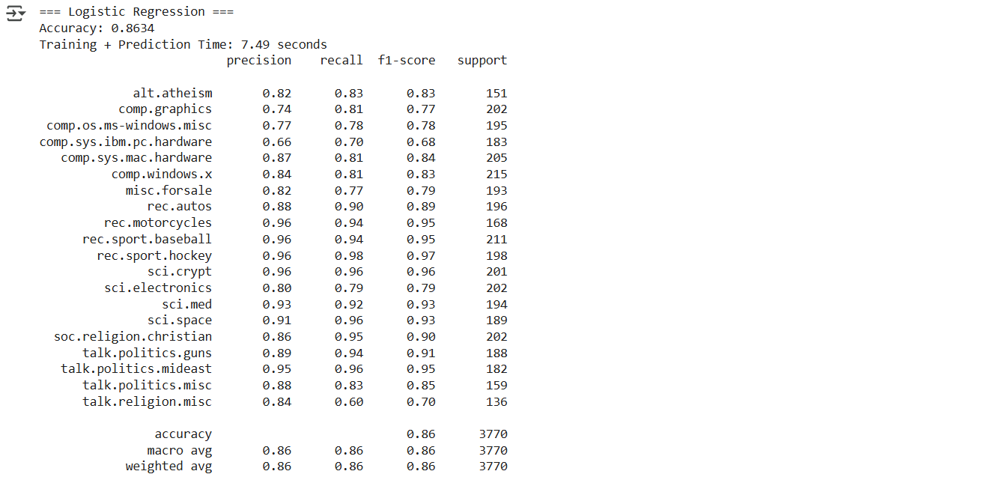 === Logistic Regression ===
Accuracy: 0.8634
Training + Prediction Time: 7.49 seconds
precision recall f1-score support
alt.atheism 0.82 0.83 0.83 151
comp.graphics 0.74 0.81 0.77 202
comp.os.ms-windows.misc 0.77 0.78 0.78 195
comp.sys.ibm.pc.hardware 0.66 0.70 0.68 183
comp.sys.mac.hardware 0.87 0.81 0.84 205
comp.windows.x 0.84 0.81 0.83 215
misc.forsale 0.82 0.77 0.79 193
rec.autos 0.88 0.90 0.89 196
rec.motorcycles 0.96 0.94 0.95 168
rec.sport.baseball 0.96 0.94 0.95 211
rec.sport.hockey 0.96 0.98 0.97 198
sci.crypt 0.96 0.96 0.96 201
sci.electronics 0.80 0.79 0.79 202
sci.med 0.93 0.92 0.93 194
sci.space 0.91 0.96 0.93 189
soc.religion.christian 0.86 0.95 0.90 202
talk.politics.guns 0.89 0.94 0.91 188
talk.politics.mideast 0.95 0.96 0.95 182
talk.politics.misc 0.88 0.83 0.85 159
talk.religion.misc 0.84 0.60 0.70 136
accuracy 0.86 3770
macro avg 0.86 0.86 0.86 3770
weighted avg 0.86 0.86 0.86 3770